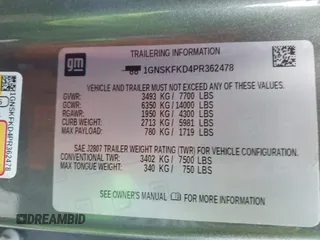 gm
TRAILERING INFORMATION
1GNSKFKD4PR362478
VEHICLE AND TRAILER MUST NOT EXCEED ANY OF THESE VALUES:
GVWR: 3493 KG / 7700 LBS
GCWR: 6350 KG / 14000 LBS
RGAWR: 1950 KG / 4300 LBS
CURB WEIGHT: 2713 KG / 5981 LBS
MAX PAYLOAD: 780 KG / 1719 LBS
SAE J2807 TRAILER WEIGHT RATING (TWR) FOR VEHICLE CONFIGURATION.
CONVENTIONAL TWR: 3402 KG / 7500 LBS
MAX TONGUE WEIGHT: 340 KG / 750 LBS
SEE OWNER'S MANUAL FOR MORE INFORMATION
1GNSKFKD4PR362478
DREAMBID